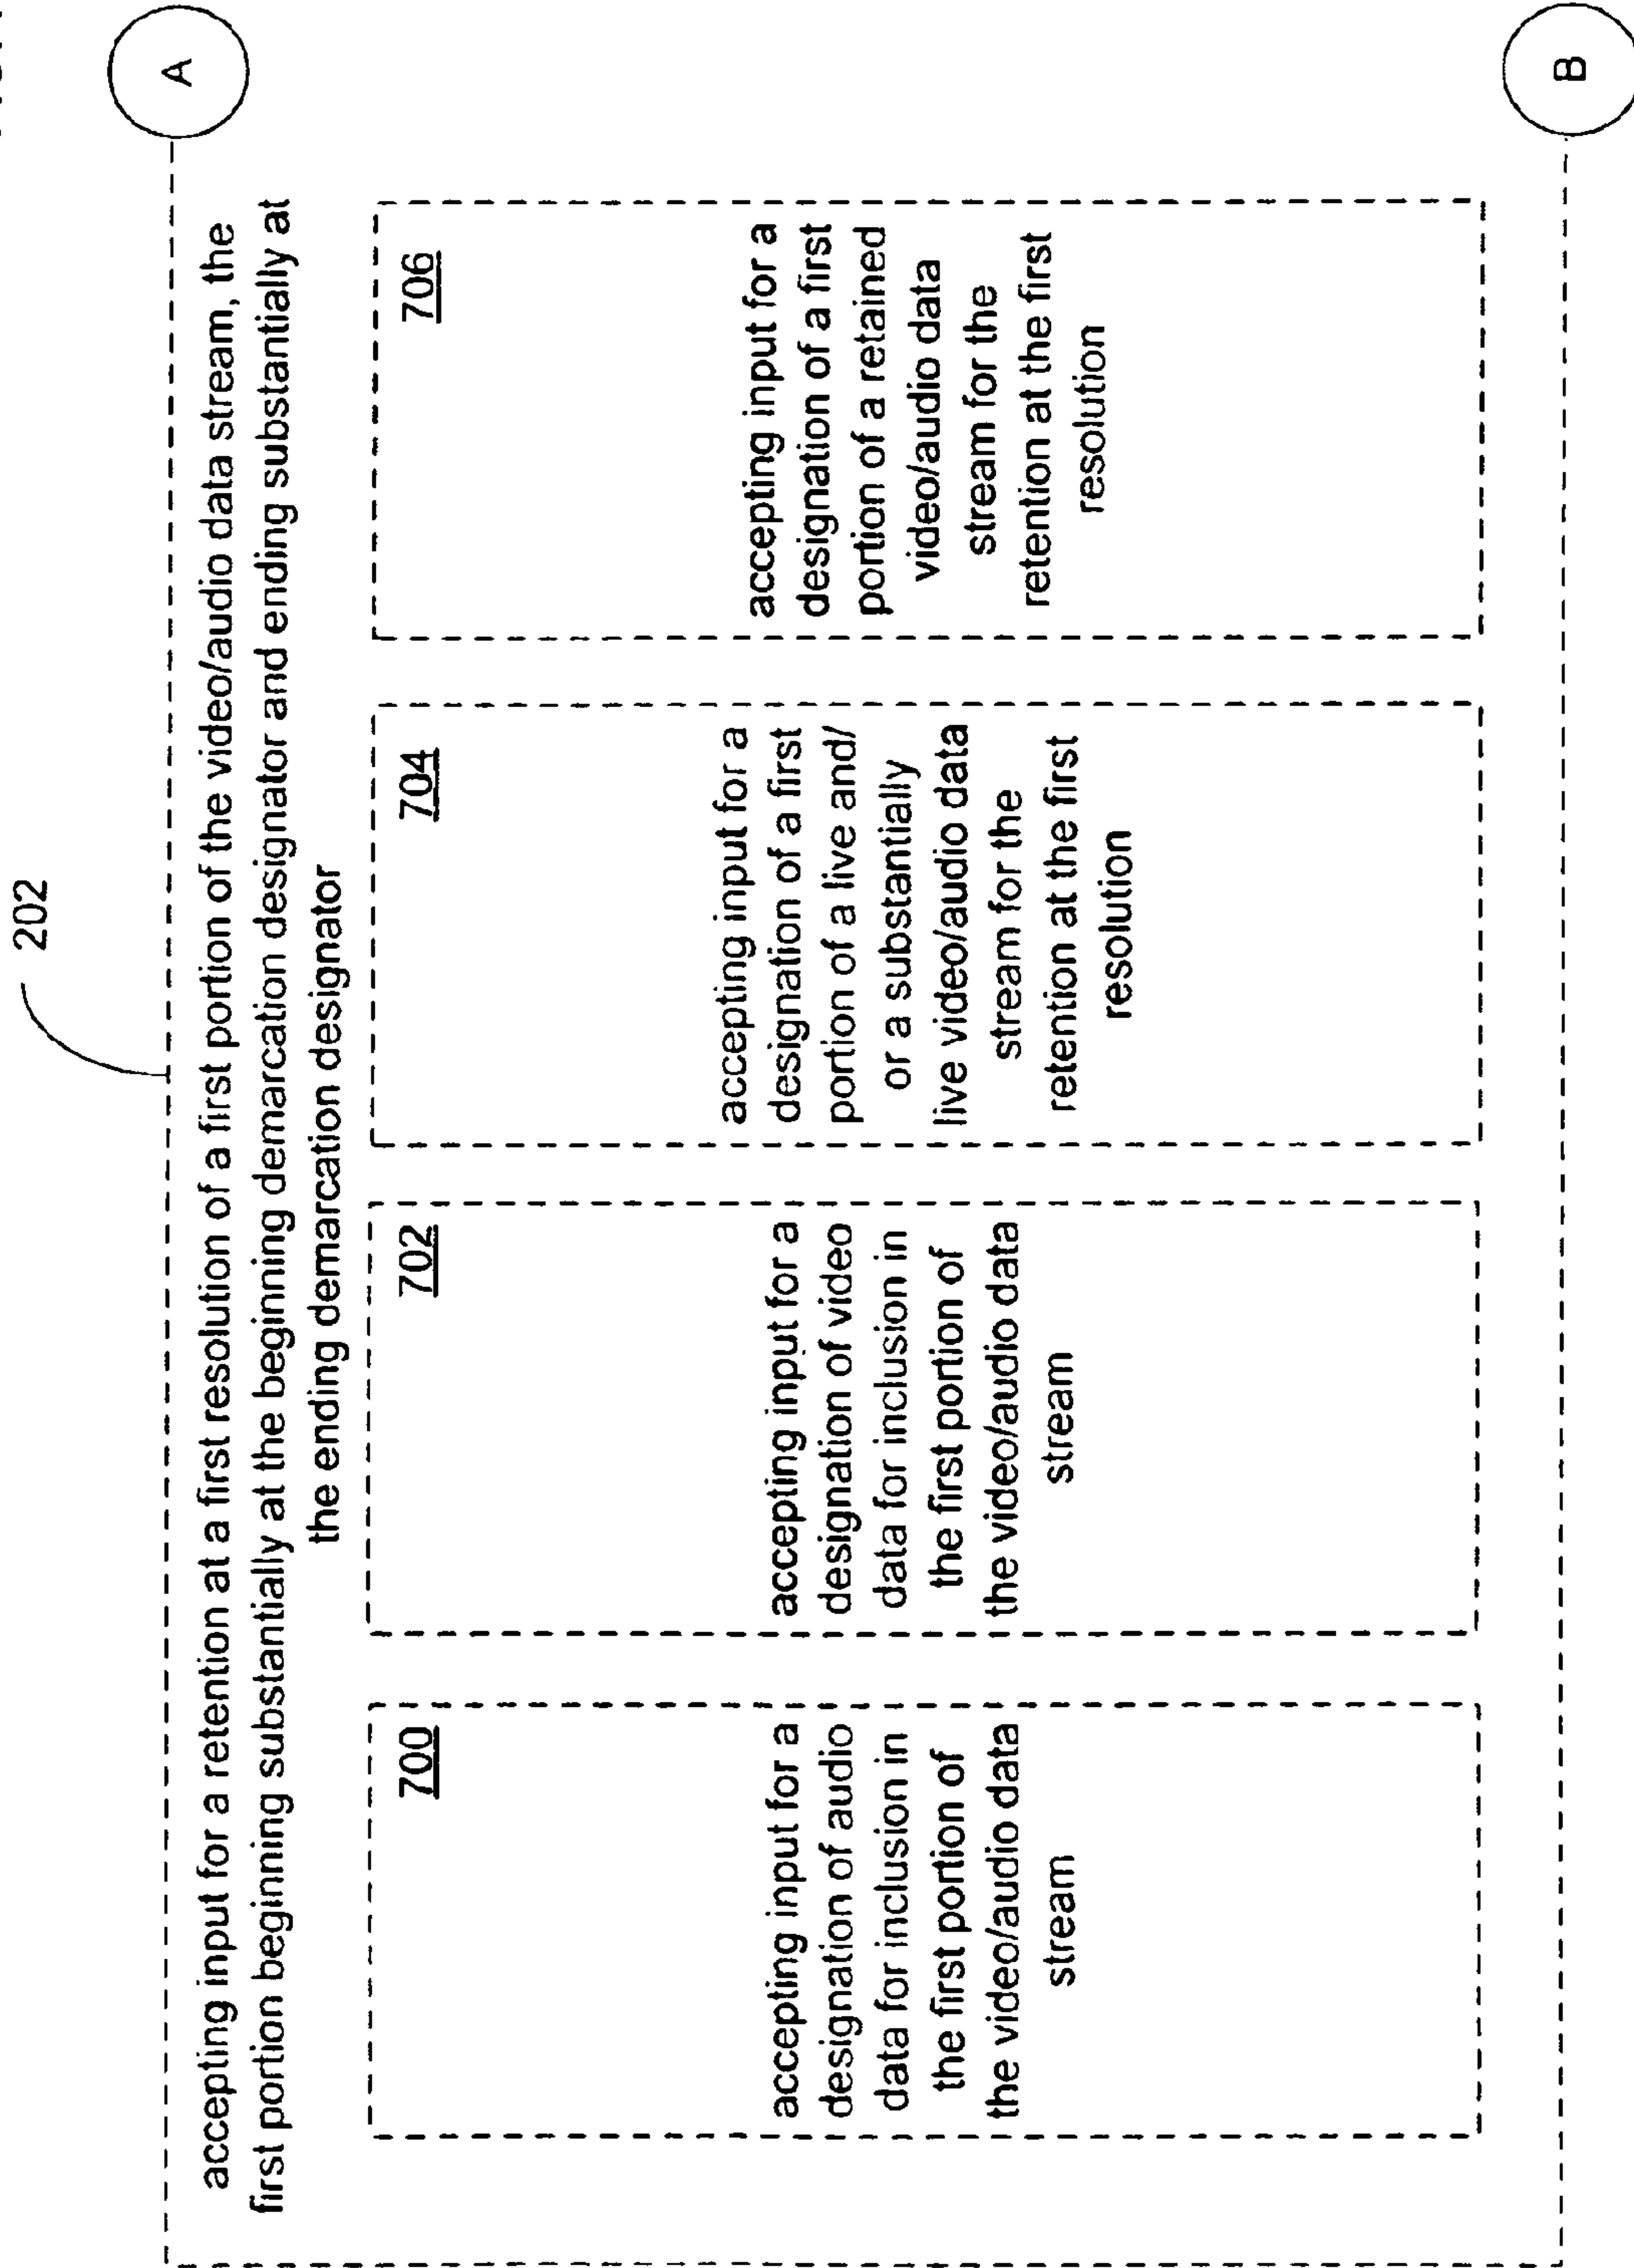 202
A
accepting input for a retention at a first resolution of a first portion of the video/audio data stream, the
first portion beginning substantially at the beginning demarcation designator and ending substantially at
the ending demarcation designator
700
accepting input for a
designation of audio
data for inclusion in
the first portion of
the video/audio data
stream
702
accepting input for a
designation of video
data for inclusion in
the first portion of
the video/audio data
stream
704
accepting input for a
designation of a first
portion of a live and/
or a substantially
live video/audio data
stream for the
retention at the first
resolution
706
accepting input for a
designation of a first
portion of a retained
video/audio data
stream for the
retention at the first
resolution
B